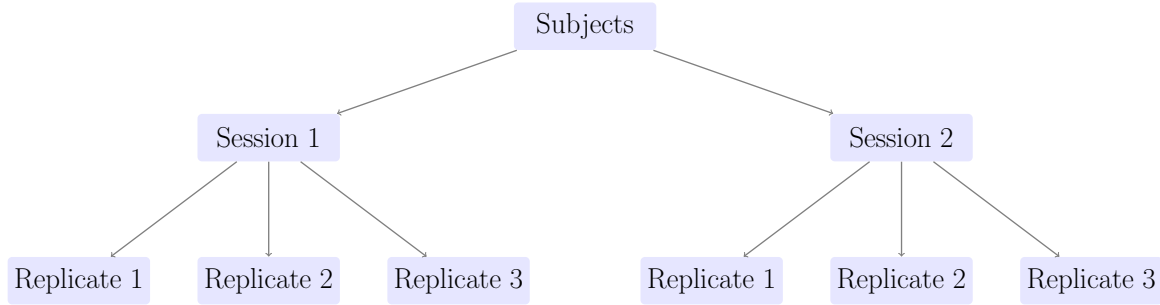 Subjects
Session 1
Session 2
Replicate 1
Replicate 2
Replicate 3
Replicate 1
Replicate 2
Replicate 3